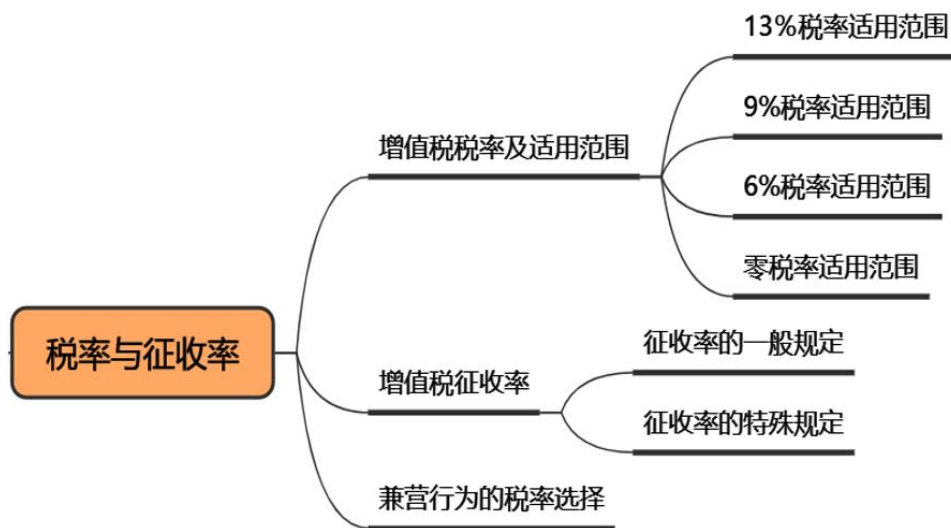 税率与征收率
增值税税率及适用范围
13%税率适用范围
9%税率适用范围
6%税率适用范围
零税率适用范围
增值税征收率
征收率的一般规定
征收率的特殊规定
兼营行为的税率选择